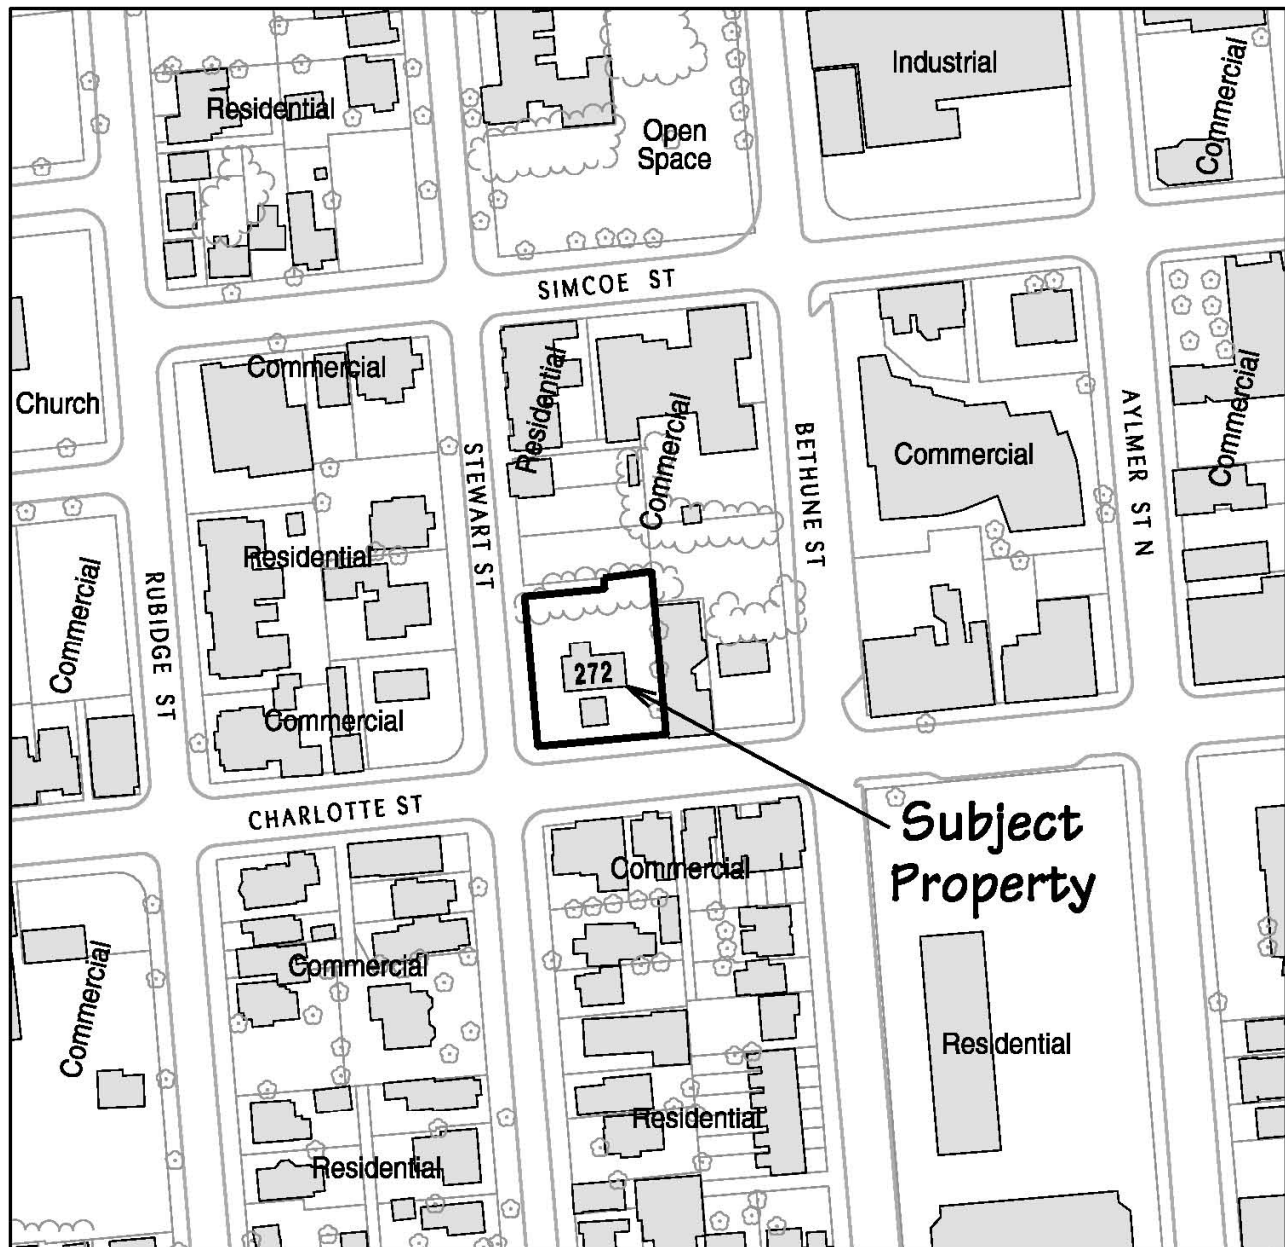 Industrial
Commercial
Residential
Open
Space
SIMCOE ST
Commercial
Church
Residential
Commercial
Commercial
Commercial
AYLMER ST N
BETHUNE ST
STEWART ST
Residential
Commercial
RUBIDGE ST
272
Commercial
CHARLOTTE ST
Subject
Property
Commercial
Commercial
Commercial
Residential
Residential
Residential